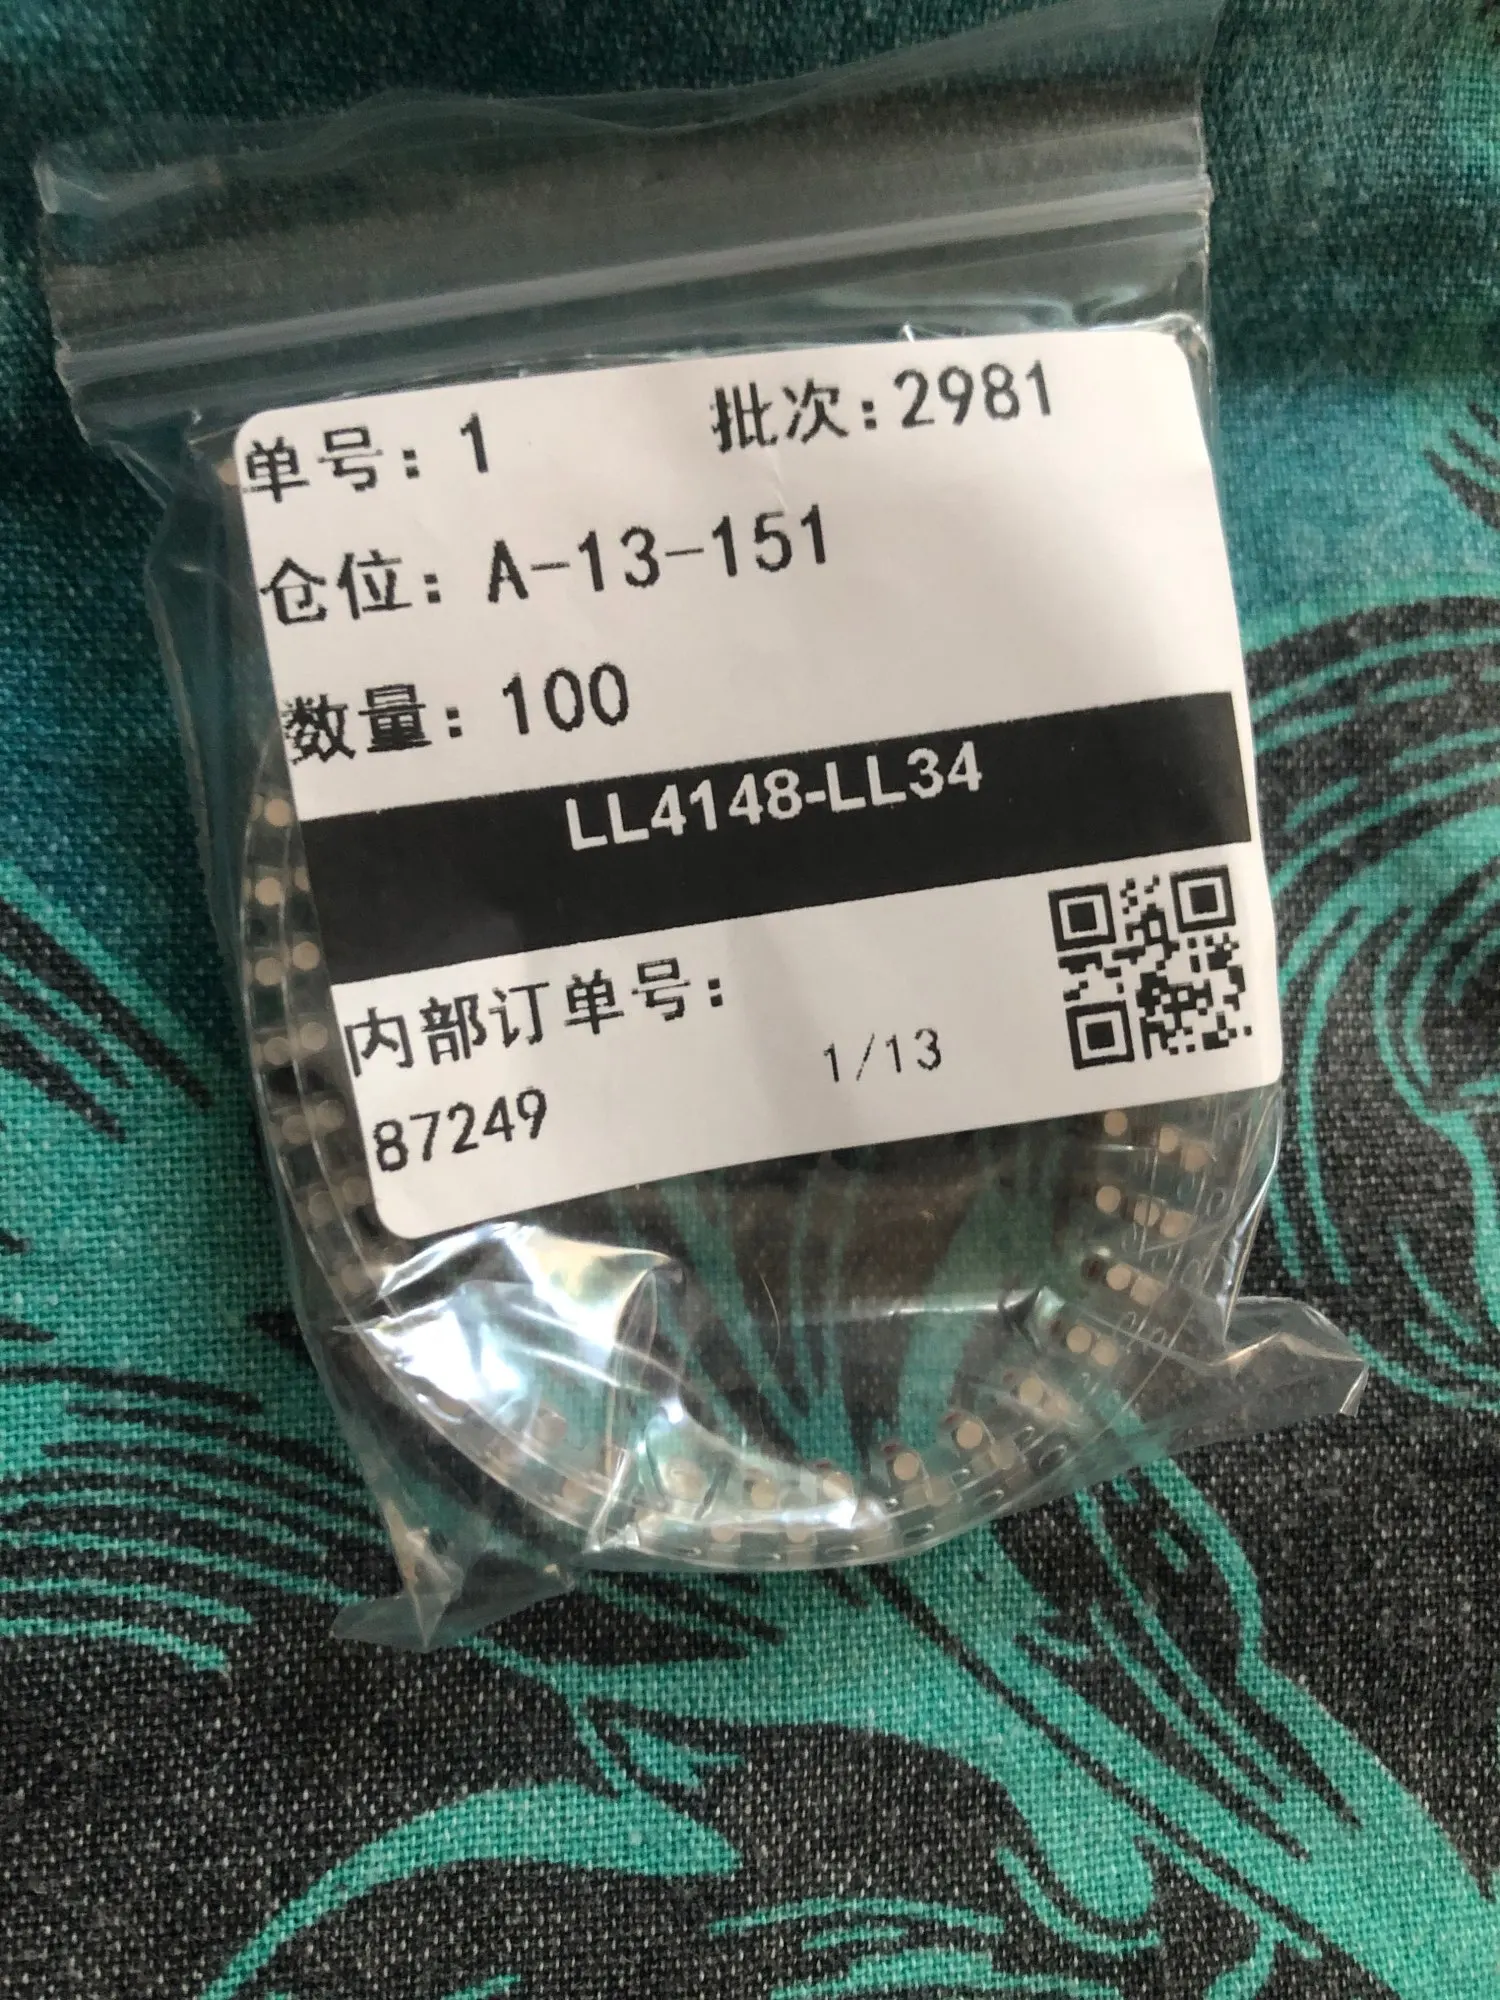 单号：1 批次：2981
仓位：A-13-151
数量：100
LL4148-LL34
内部订单号：
1/13
87249